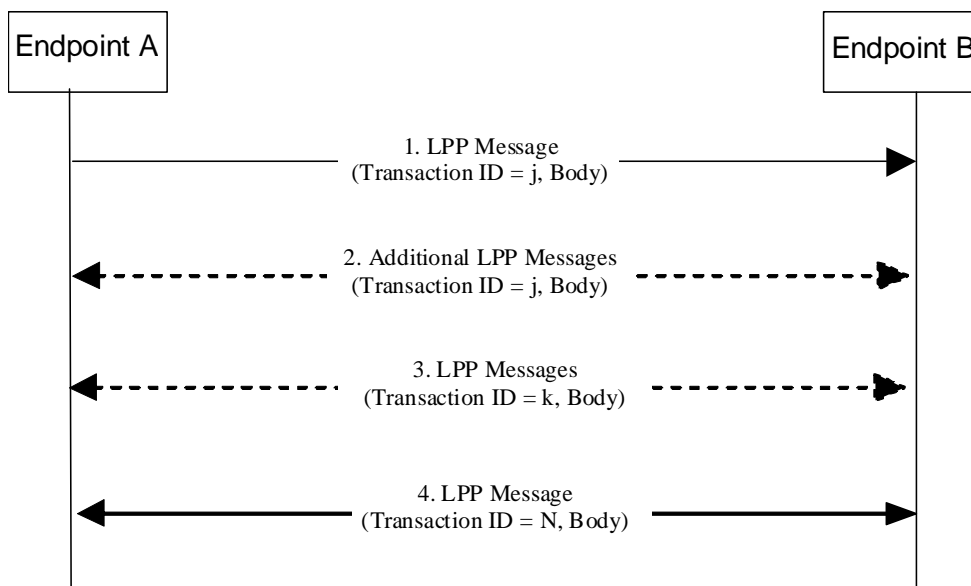 Endpoint A
Endpoint B
1. LPP Message
(Transaction ID = j, Body)
2. Additional LPP Messages
(Transaction ID = j, Body)
3. LPP Messages
(Transaction ID = k, Body)
4. LPP Message
(Transaction ID = N, Body)